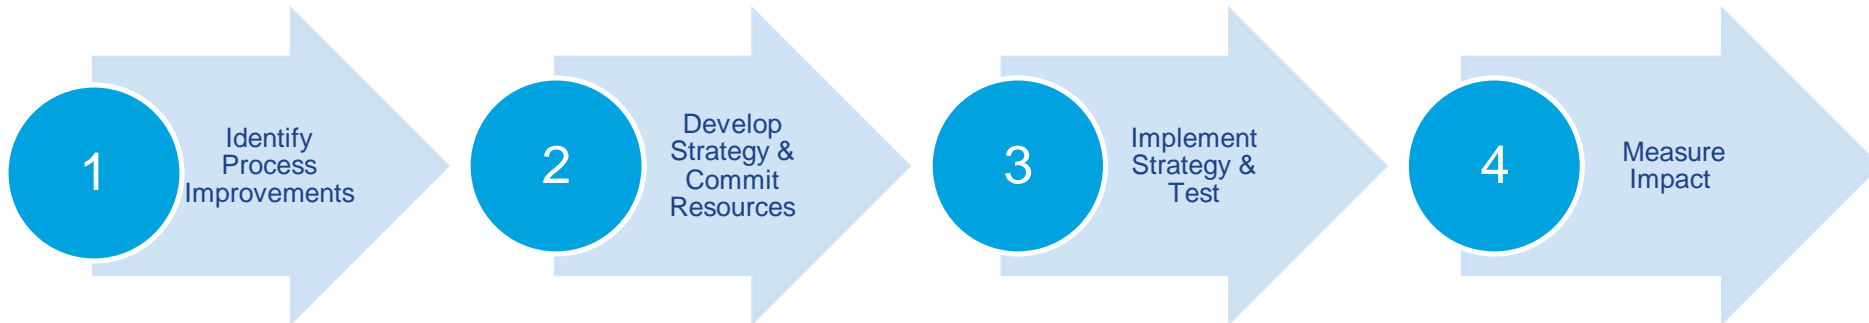 1
Identify
Process
Improvements
2
Develop
Strategy &
Commit
Resources
3
Implement
Strategy &
Test
4
Measure
Impact